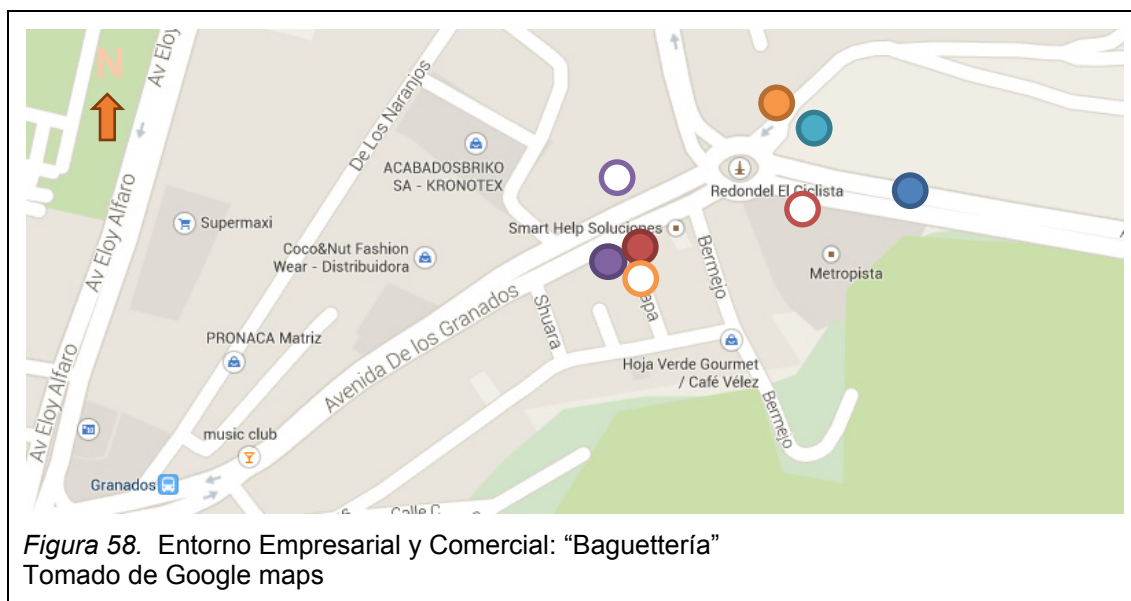 N
Av Eloy
Av Eloy Alfaro
Av Eloy Alfaro
De Los Naranjos
ACABADOSBRIKO
SA - KRONOTEX
Supermaxi
Coco&Nut Fashion
Wear - Distribuidora
Redondel El Ciclista
Smart Help Soluciones
Metropista
Bermejo
Shuara
apa
PRONACA Matriz
Avenida De los Granados
Hoja Verde Gourmet
/ Café Vélez
Bermejo
music club
Granados
Calle C
Figura 58. Entorno Empresarial y Comercial: “Baguettería”
Tomado de Google maps